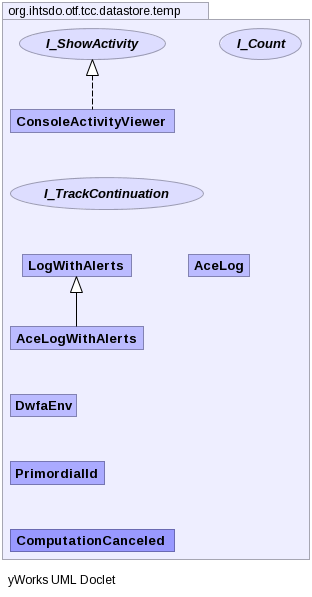 org.ihtsdo.otf.tcc.datastore.temp
I_ShowActivity
I_Count
ConsoleActivityViewer
I_TrackContinuation
LogWithAlerts
AceLog
AceLogWithAlerts
DwfaEnv
PrimordialId
ComputationCanceled
yWorks UML Doclet